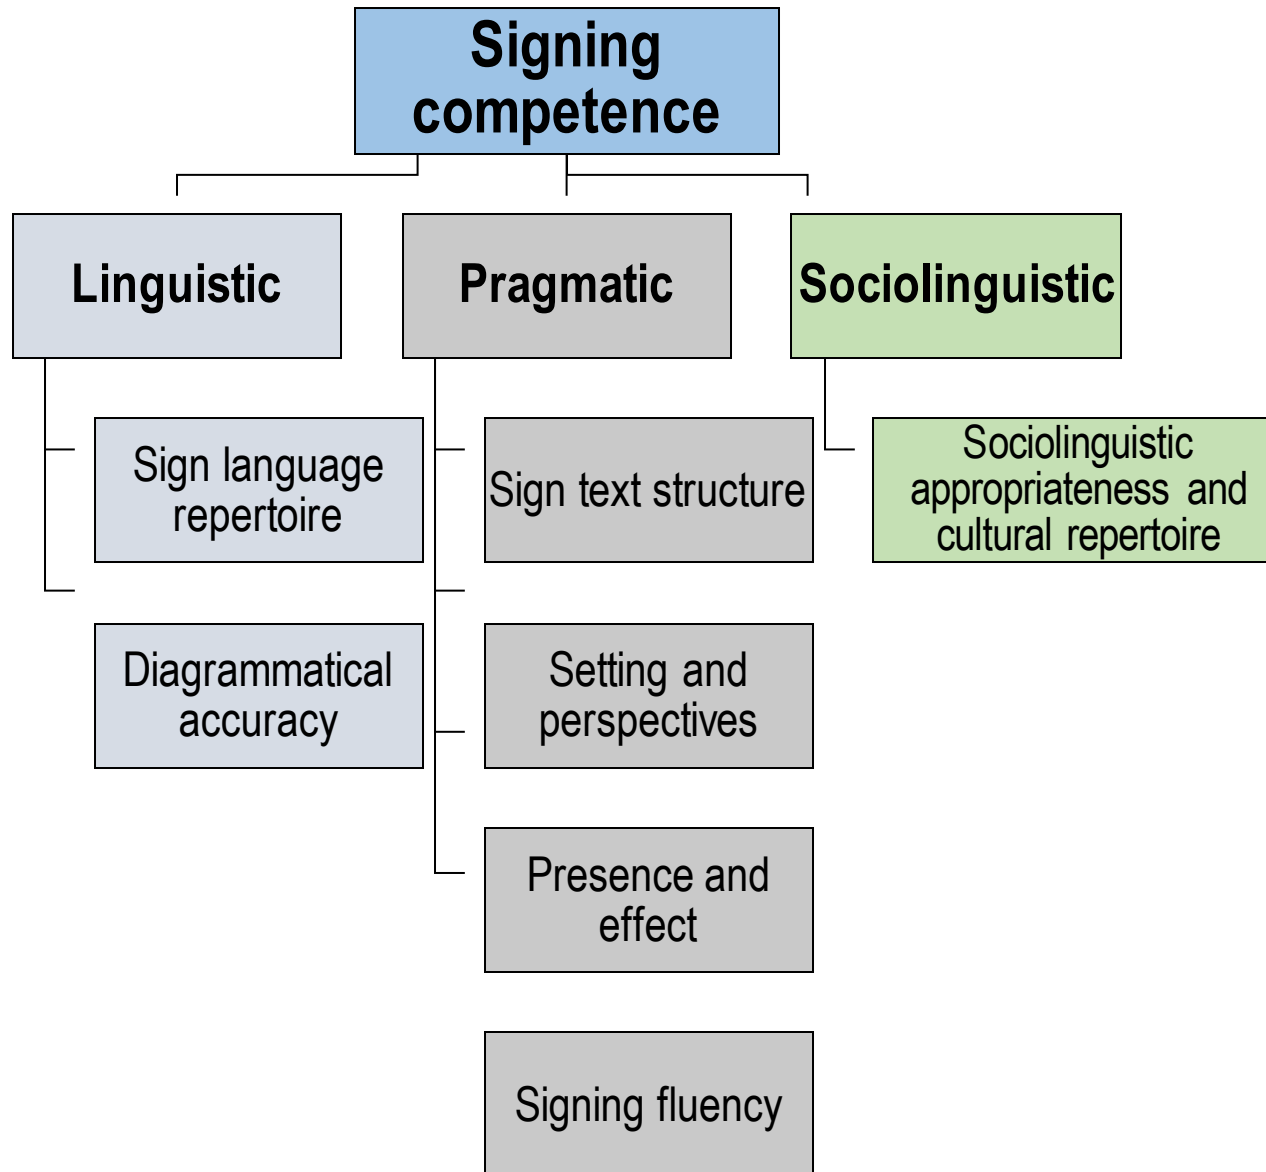 Signing
competence
Linguistic
Pragmatic
Sociolinguistic
Sign language
repertoire
Diagrammatical
accuracy
Sign text structure
Setting and
perspectives
Presence and
effect
Signing fluency
Sociolinguistic
appropriateness and
cultural repertoire